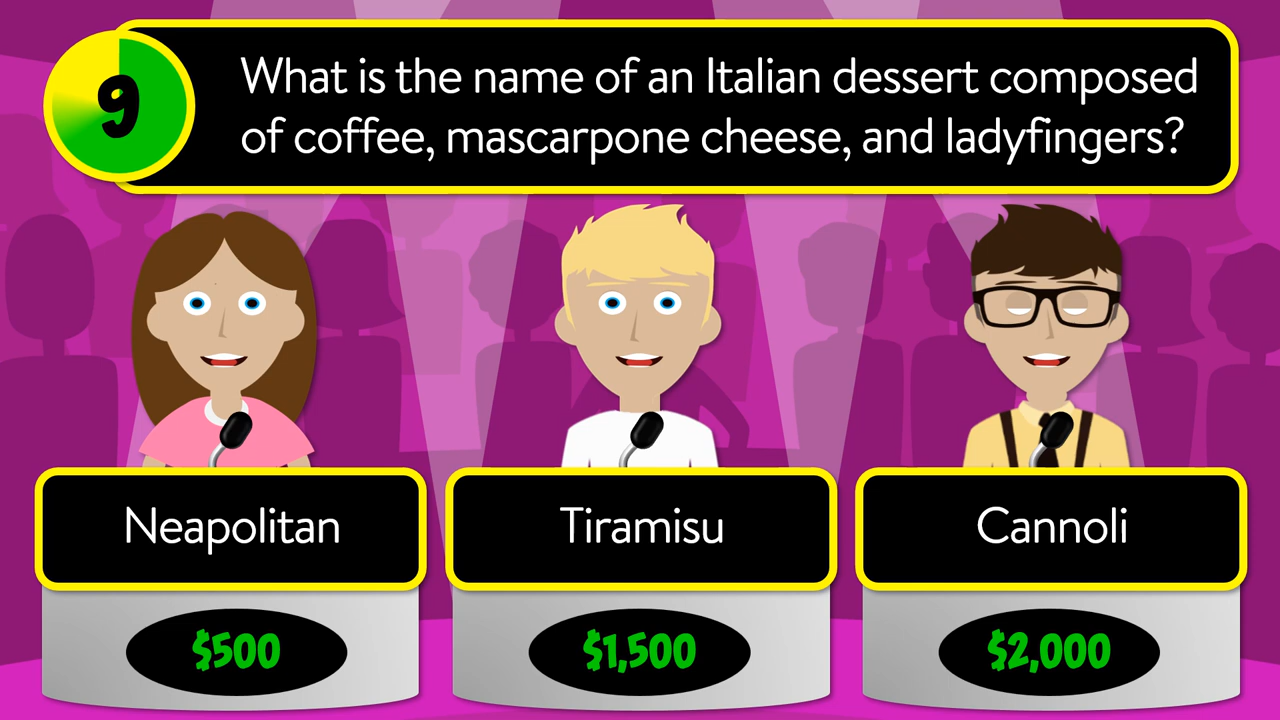 9
What is the name of an Italian dessert composed
of coffee, mascarpone cheese, and ladyfingers?
Neapolitan
Tiramisu
Cannoli
$500
$1,500
$2,000